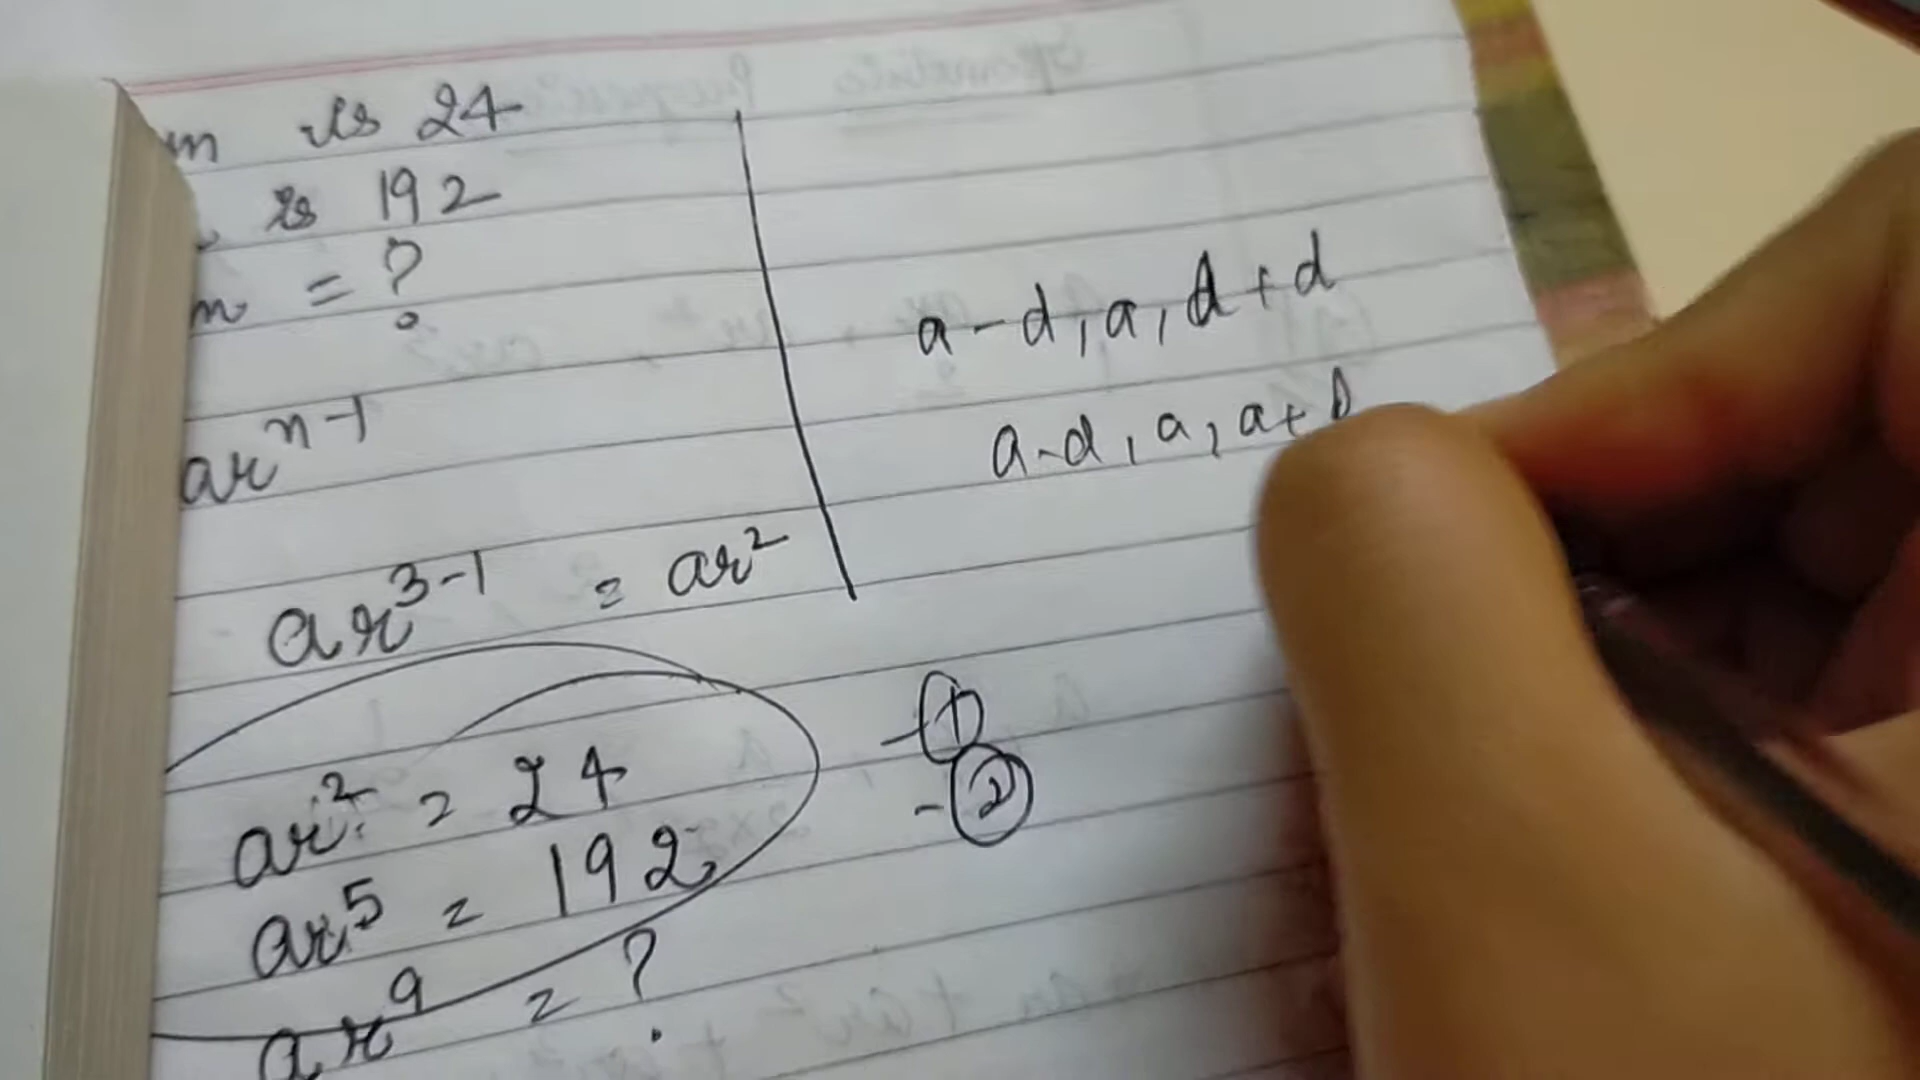 m is 24
is 192
m = ?
ar^n-1
ar^3-1 = ar^2
ar^2 = 24
ar^5 = 192
ar^9 = ?
a-d, a, d+d
a-d, a, a+d
-①
-②